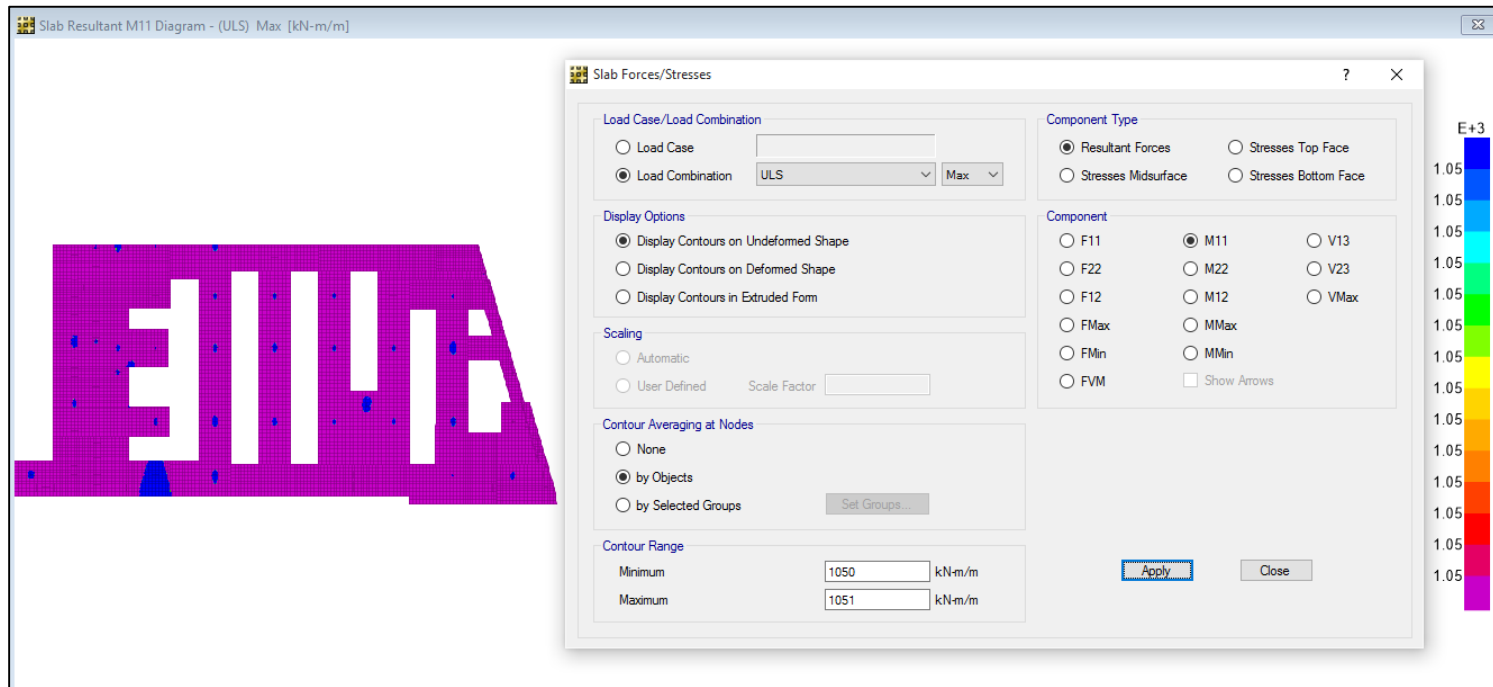 Slab Resultant M11 Diagram - (ULS) Max [kN-m/m]
Slab Forces/Stresses
?
Load Case/Load Combination
Load Case
Load Combination ULS Max
Display Options
Display Contours on Undeformed Shape
Display Contours on Deformed Shape
Display Contours in Extruded Form
Scaling
Automatic
User Defined Scale Factor
Contour Averaging at Nodes
None
by Objects
by Selected Groups Set Groups...
Contour Range
Minimum 1050 kN-m/m
Maximum 1051 kN-m/m
Component Type
Resultant Forces Stresses Top Face
Stresses Midsurface Stresses Bottom Face
Component
F11 M11 V13
F22 M22 V23
F12 M12 VMax
FMax MMax
FMin MMin
FVM Show Arrows
Apply Close
E+3
1.05
1.05
1.05
1.05
1.05
1.05
1.05
1.05
1.05
1.05
1.05
1.05
1.05
1.05